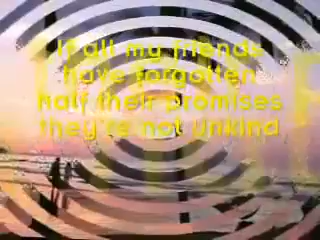 If all my friends
have forgotten
half their promises
they're not unkind